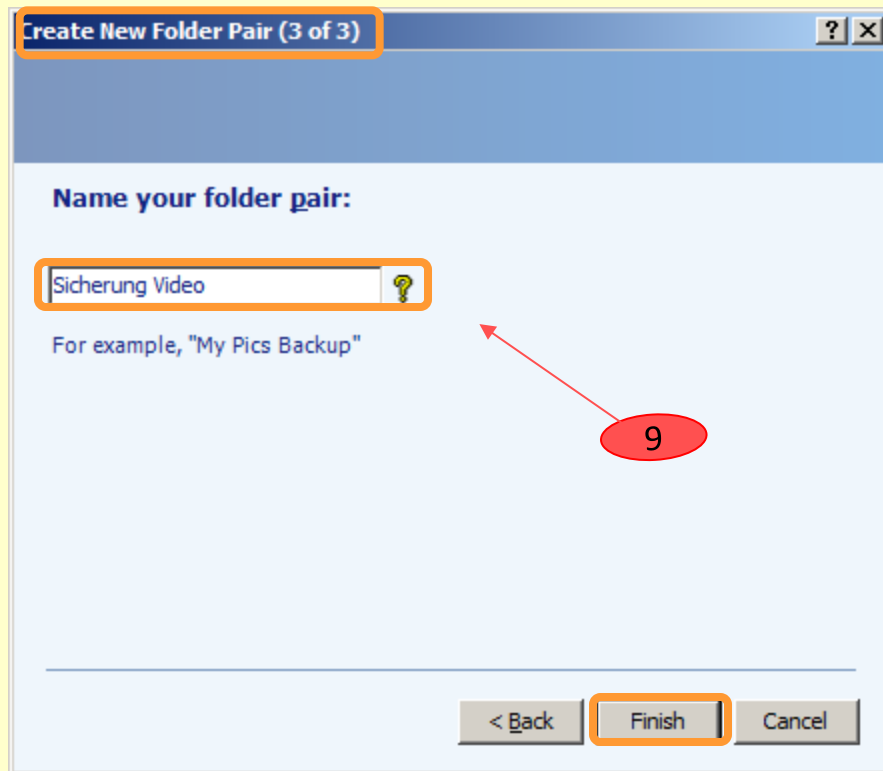 Create New Folder Pair (3 of 3)
?
Name your folder pair:
Sicherung Video
?
For example, "My Pics Backup"
9
< Back
Finish
Cancel